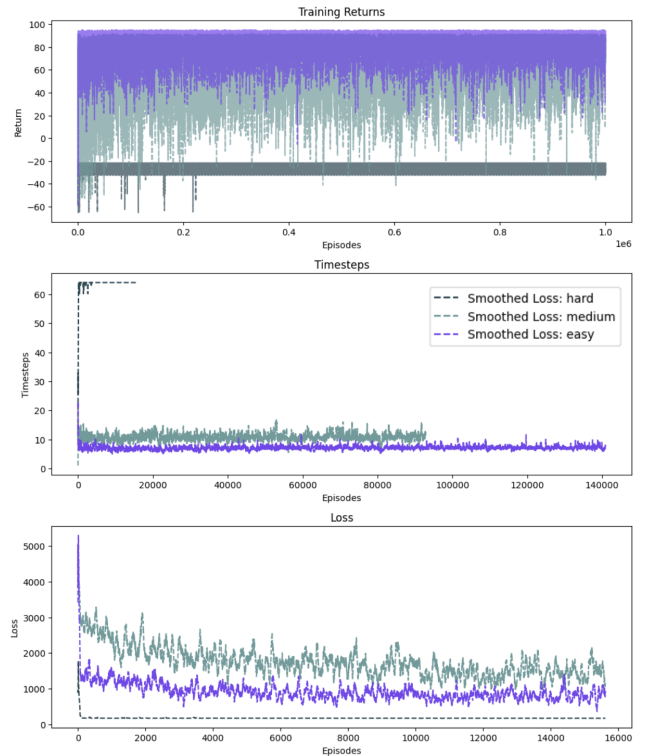 Training Returns
100
80
60
40
20
0
−20
−40
−60
Return
0.0 0.2 0.4 0.6 0.8 1.0
1e6
Episodes
Timesteps
60
50
40
30
20
10
0
Timesteps
Smoothed Loss: hard
Smoothed Loss: medium
Smoothed Loss: easy
0 20000 40000 60000 80000 100000 120000 140000
Episodes
Loss
5000
4000
3000
2000
1000
0
Loss
0 2000 4000 6000 8000 10000 12000 14000 16000
Episodes